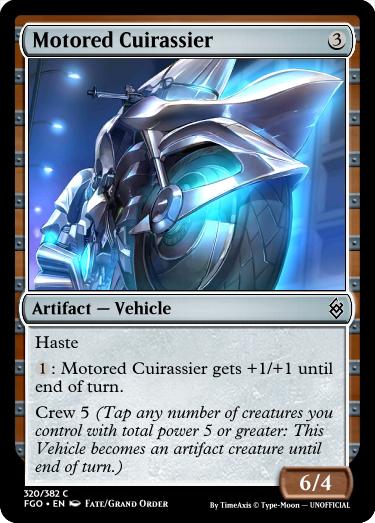 Motored Cuirassier 3
Artifact — Vehicle
Haste
1 : Motored Cuirassier gets +1/+1 until
end of turn.
Crew 5 (Tap any number of creatures you
control with total power 5 or greater: This
Vehicle becomes an artifact creature until
end of turn.)
6/4
320/382 C
FGO • EN Fate/Grand Order
By TimeAxis © Type-Moon — UNOFFICIAL